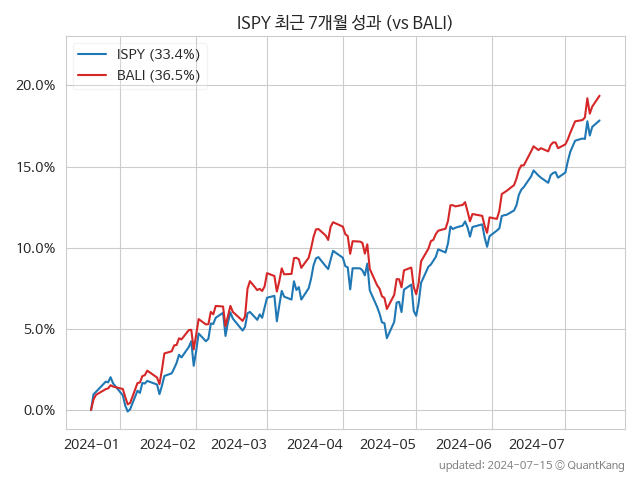 ISPY 최근 7개월 성과 (vs BALI)
ISPY (33.4%)
BALI (36.5%)
20.0%
15.0%
10.0%
5.0%
0.0%
2024-01 2024-02 2024-03 2024-04 2024-05 2024-06 2024-07
updated: 2024-07-15 © QuantKang